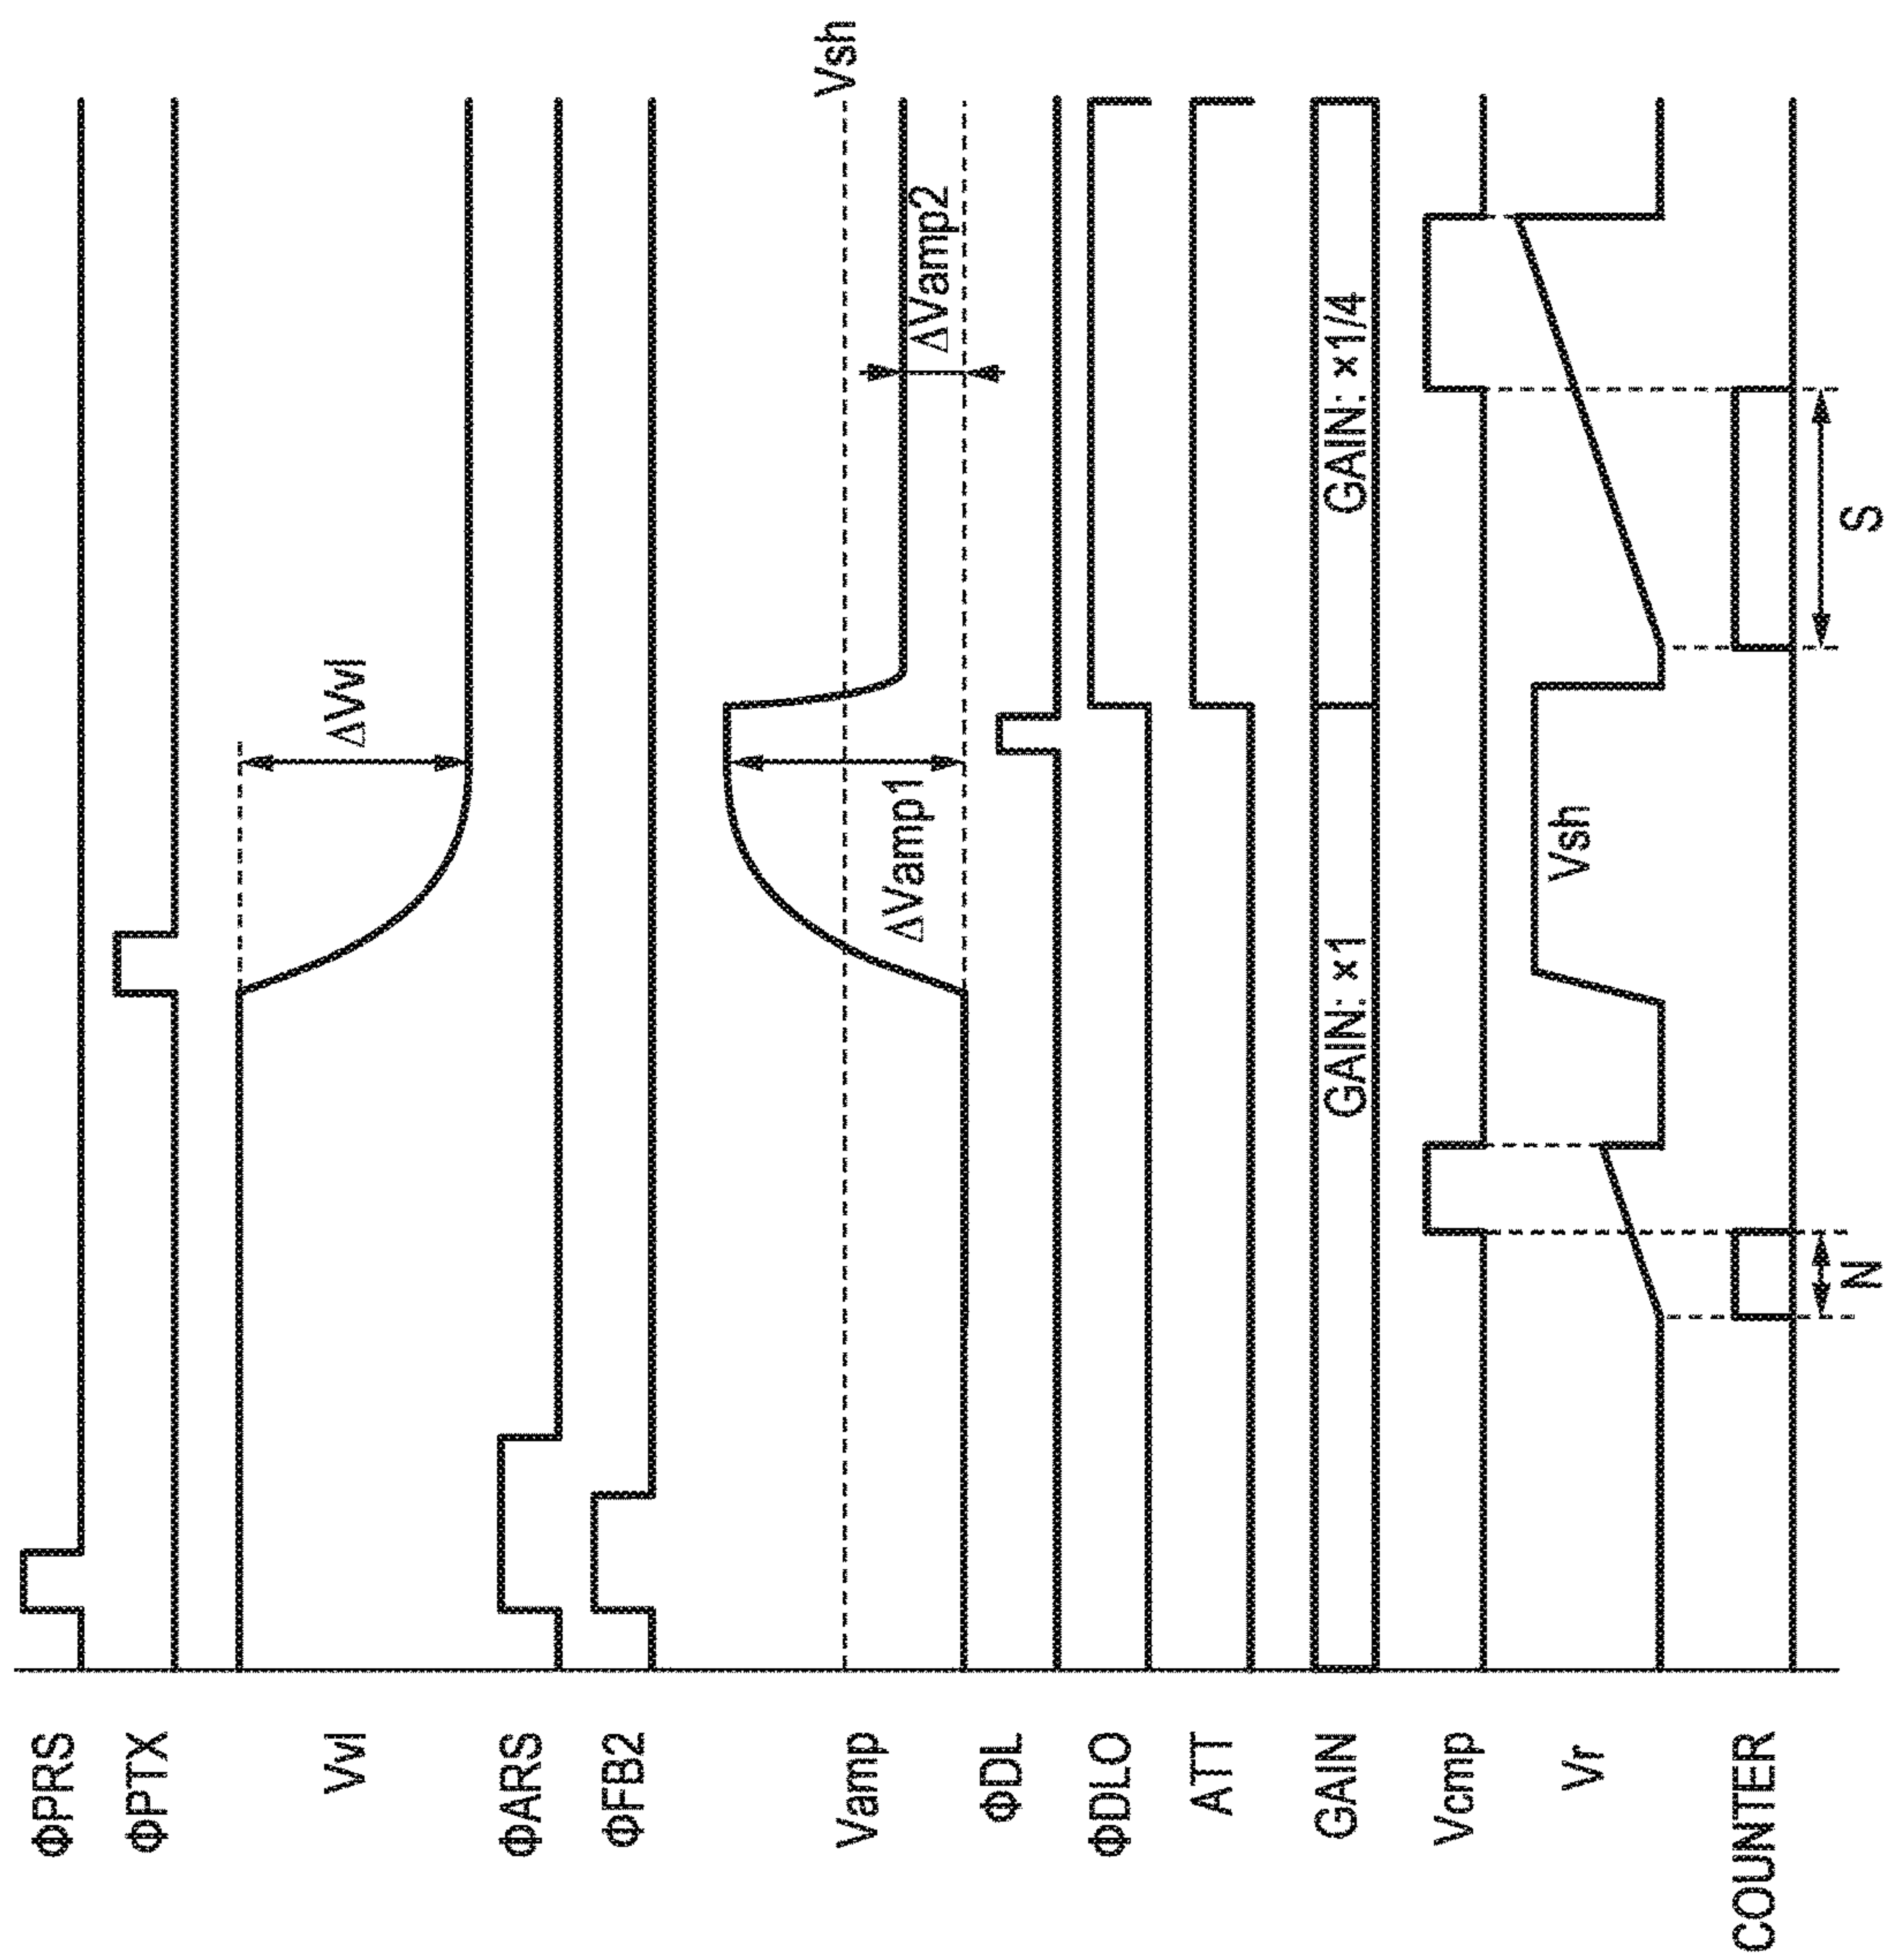 ΦPRS
ΦPTX
Vvl
ΔVvl
ΦARS
ΦFB2
Vamp
ΔVamp1
ΔVamp2
Vsh
ΦDL
ΦDLO
ATT
GAIN
GAIN: ×1
GAIN: ×1/4
Vcmp
Vr
Vsh
COUNTER
N
S